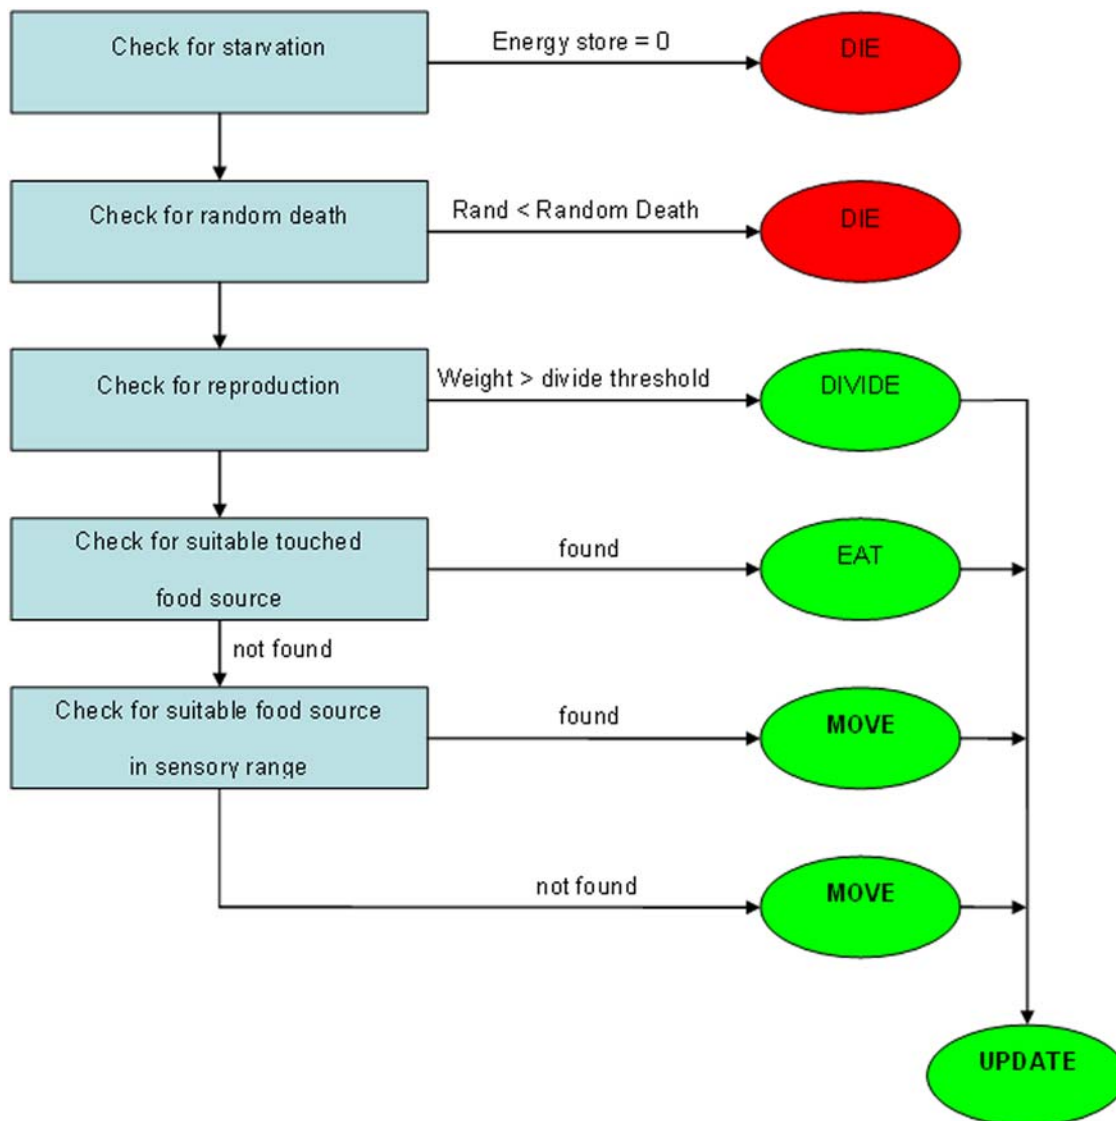 Check for starvation
Energy store = 0
DIE
Check for random death
Rand < Random Death
DIE
Check for reproduction
Weight > divide threshold
DIVIDE
Check for suitable touched
food source
found
EAT
not found
Check for suitable food source
in sensory range
found
MOVE
not found
MOVE
UPDATE